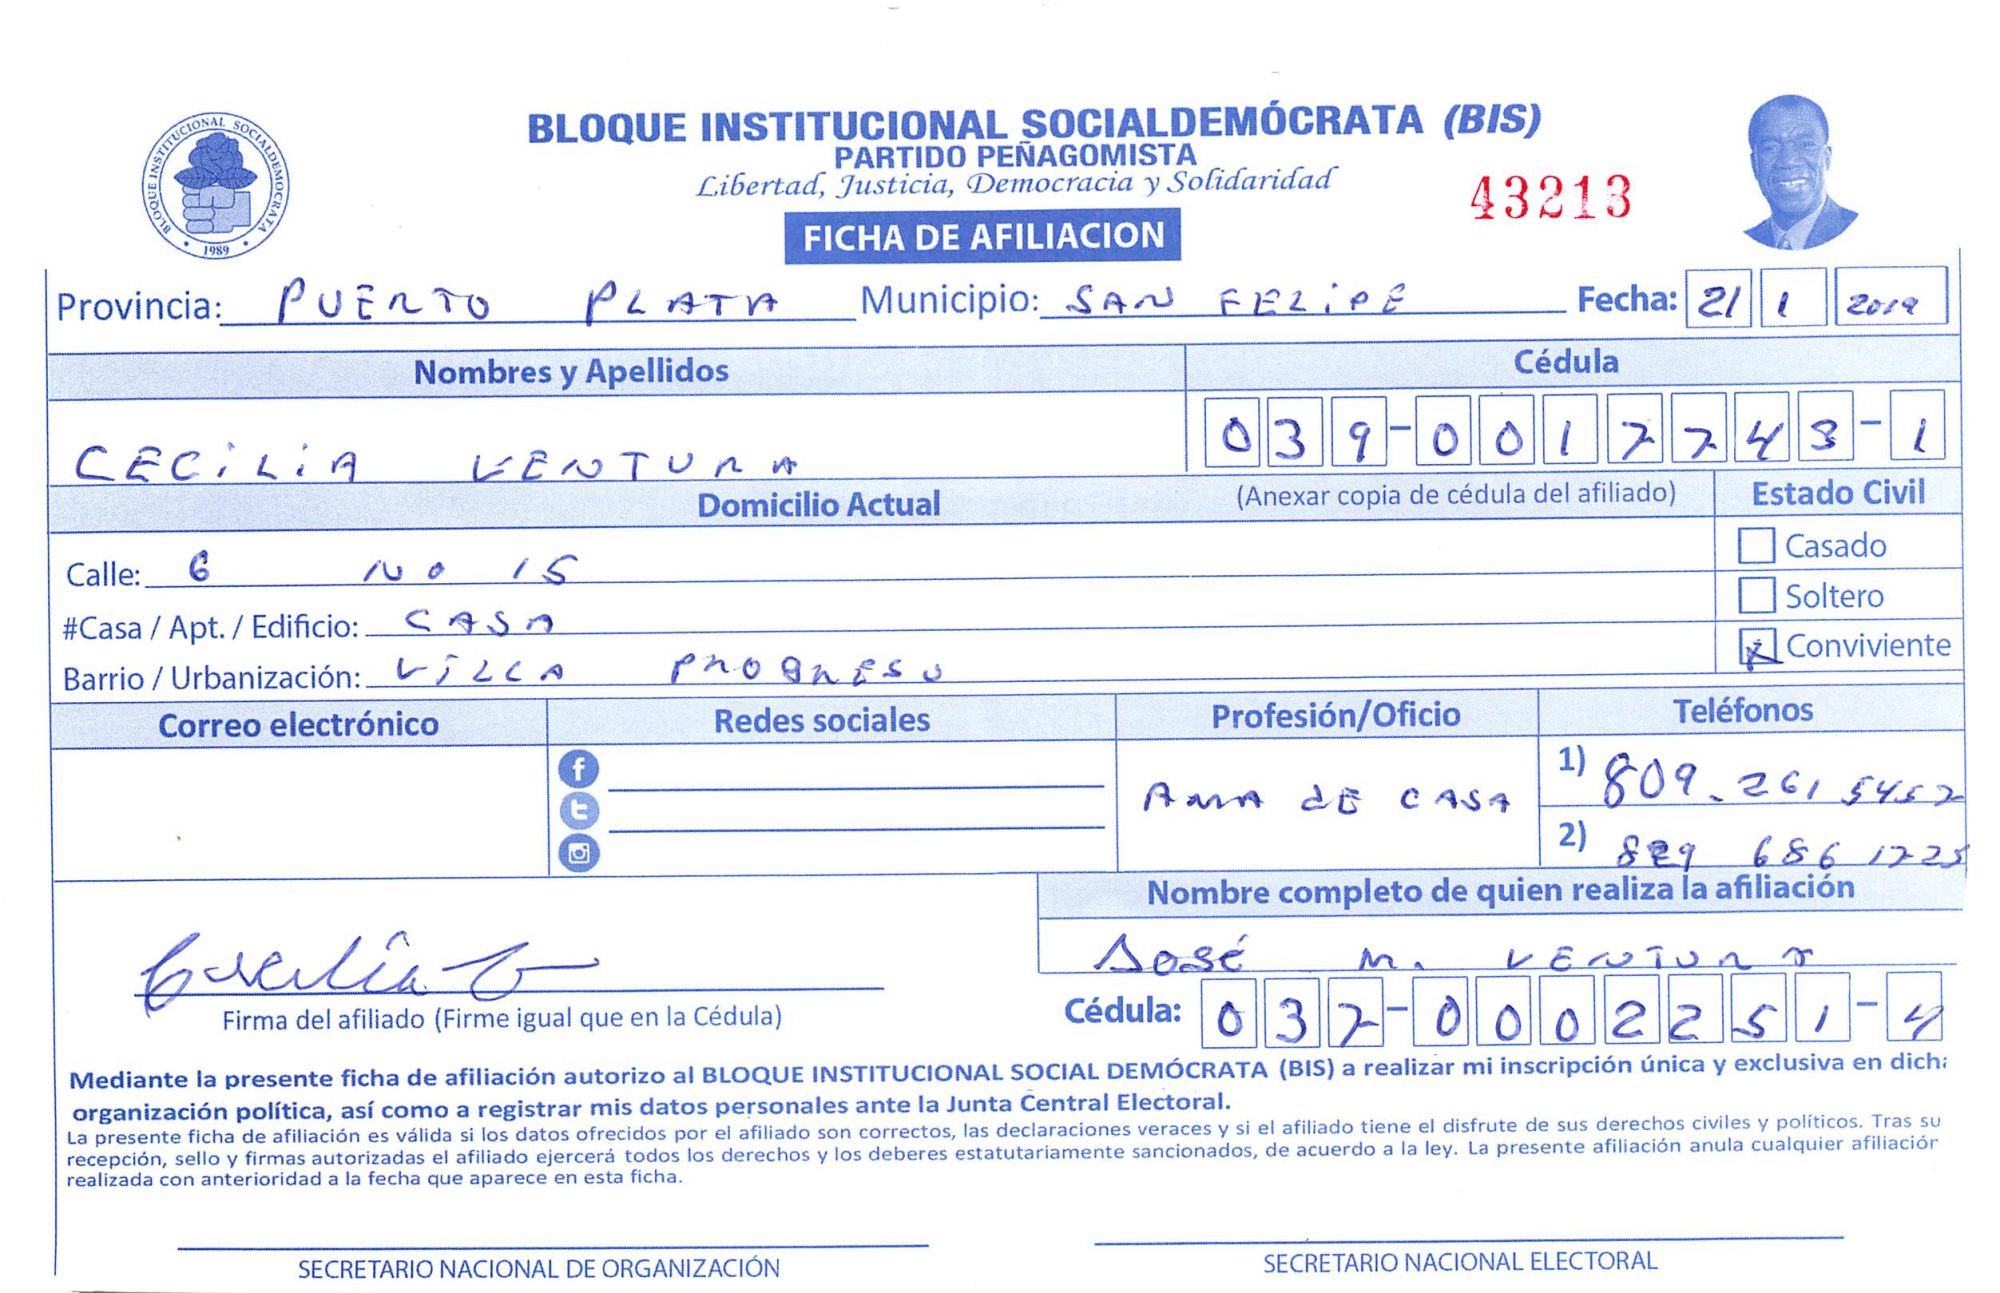 BLOQUE INSTITUCIONAL SOCIALDEMOCRATA
1989
BLOQUE INSTITUCIONAL SOCIALDEMÓCRATA (BIS)
PARTIDO PEÑAGOMISTA
Libertad, Justicia, Democracia y Solidaridad
43213
FICHA DE AFILIACION
Provincia: PUERTO PLATA Municipio: SAN FELIPE Fecha: 21 1 2019
Nombres y Apellidos Cédula
CECILIA VENTURA 039-0017743-1
Domicilio Actual (Anexar copia de cédula del afiliado) Estado Civil
Calle: 6 No 15
Casado
#Casa / Apt. / Edificio: CASA
Soltero
Barrio / Urbanización: VILLA PROGRESO
X Conviviente
Correo electrónico Redes sociales Profesión/Oficio Teléfonos
AMA dE CASA
1) 809.261 5452
2) 829 686 1725
Nombre completo de quien realiza la afiliación
JOSÉ M. VENTURA
Cecilia V
Firma del afiliado (Firme igual que en la Cédula)
Cédula: 037-0002251-4
Mediante la presente ficha de afiliación autorizo al BLOQUE INSTITUCIONAL SOCIAL DEMÓCRATA (BIS) a realizar mi inscripción única y exclusiva en dich
organización política, así como a registrar mis datos personales ante la Junta Central Electoral.
La presente ficha de afiliación es válida si los datos ofrecidos por el afiliado son correctos, las declaraciones veraces y si el afiliado tiene el disfrute de sus derechos civiles y políticos. Tras su
recepción, sello y firmas autorizadas el afiliado ejercerá todos los derechos y los deberes estatutariamente sancionados, de acuerdo a la ley. La presente afiliación anula cualquier afiliación
realizada con anterioridad a la fecha que aparece en esta ficha.
SECRETARIO NACIONAL DE ORGANIZACIÓN
SECRETARIO NACIONAL ELECTORAL